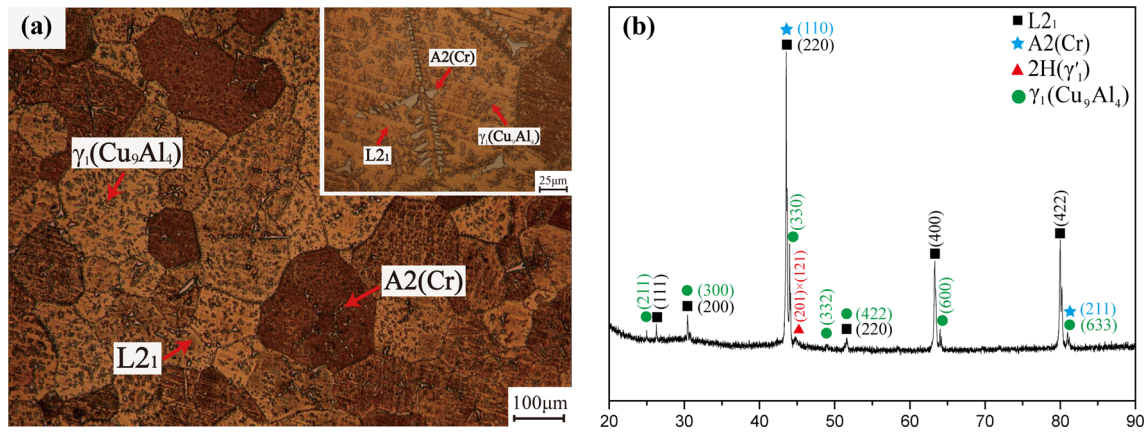 (a)
A2(Cr)
γ₁(Cu₉Al₄)
L2₁
25μm
γ₁(Cu₉Al₄)
A2(Cr)
L2₁
100μm
(b)
L2₁
A2(Cr)
2H(γ′₁)
γ₁(Cu₉Al₄)
(211)
(111)
(300)
(200)
(110)
(220)
(330)
(201)×(121)
(332)
(422)
(220)
(400)
(600)
(422)
(211)
(633)
20 30 40 50 60 70 80 90